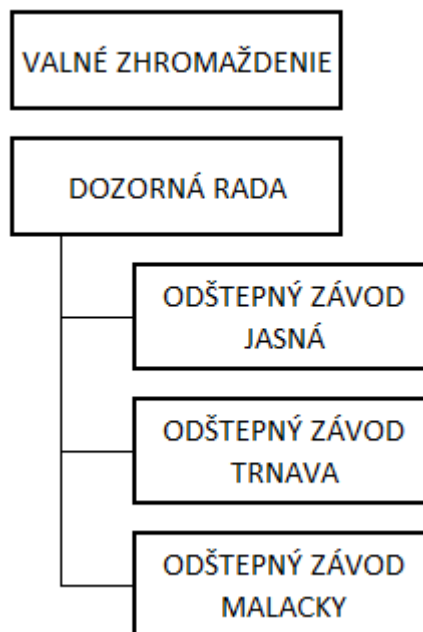 VALNÉ ZHROMAŽDENIE
DOZORNÁ RADA
ODŠTEPNÝ ZÁVOD
JASNÁ
ODŠTEPNÝ ZÁVOD
TRNAVA
ODŠTEPNÝ ZÁVOD
MALACKY